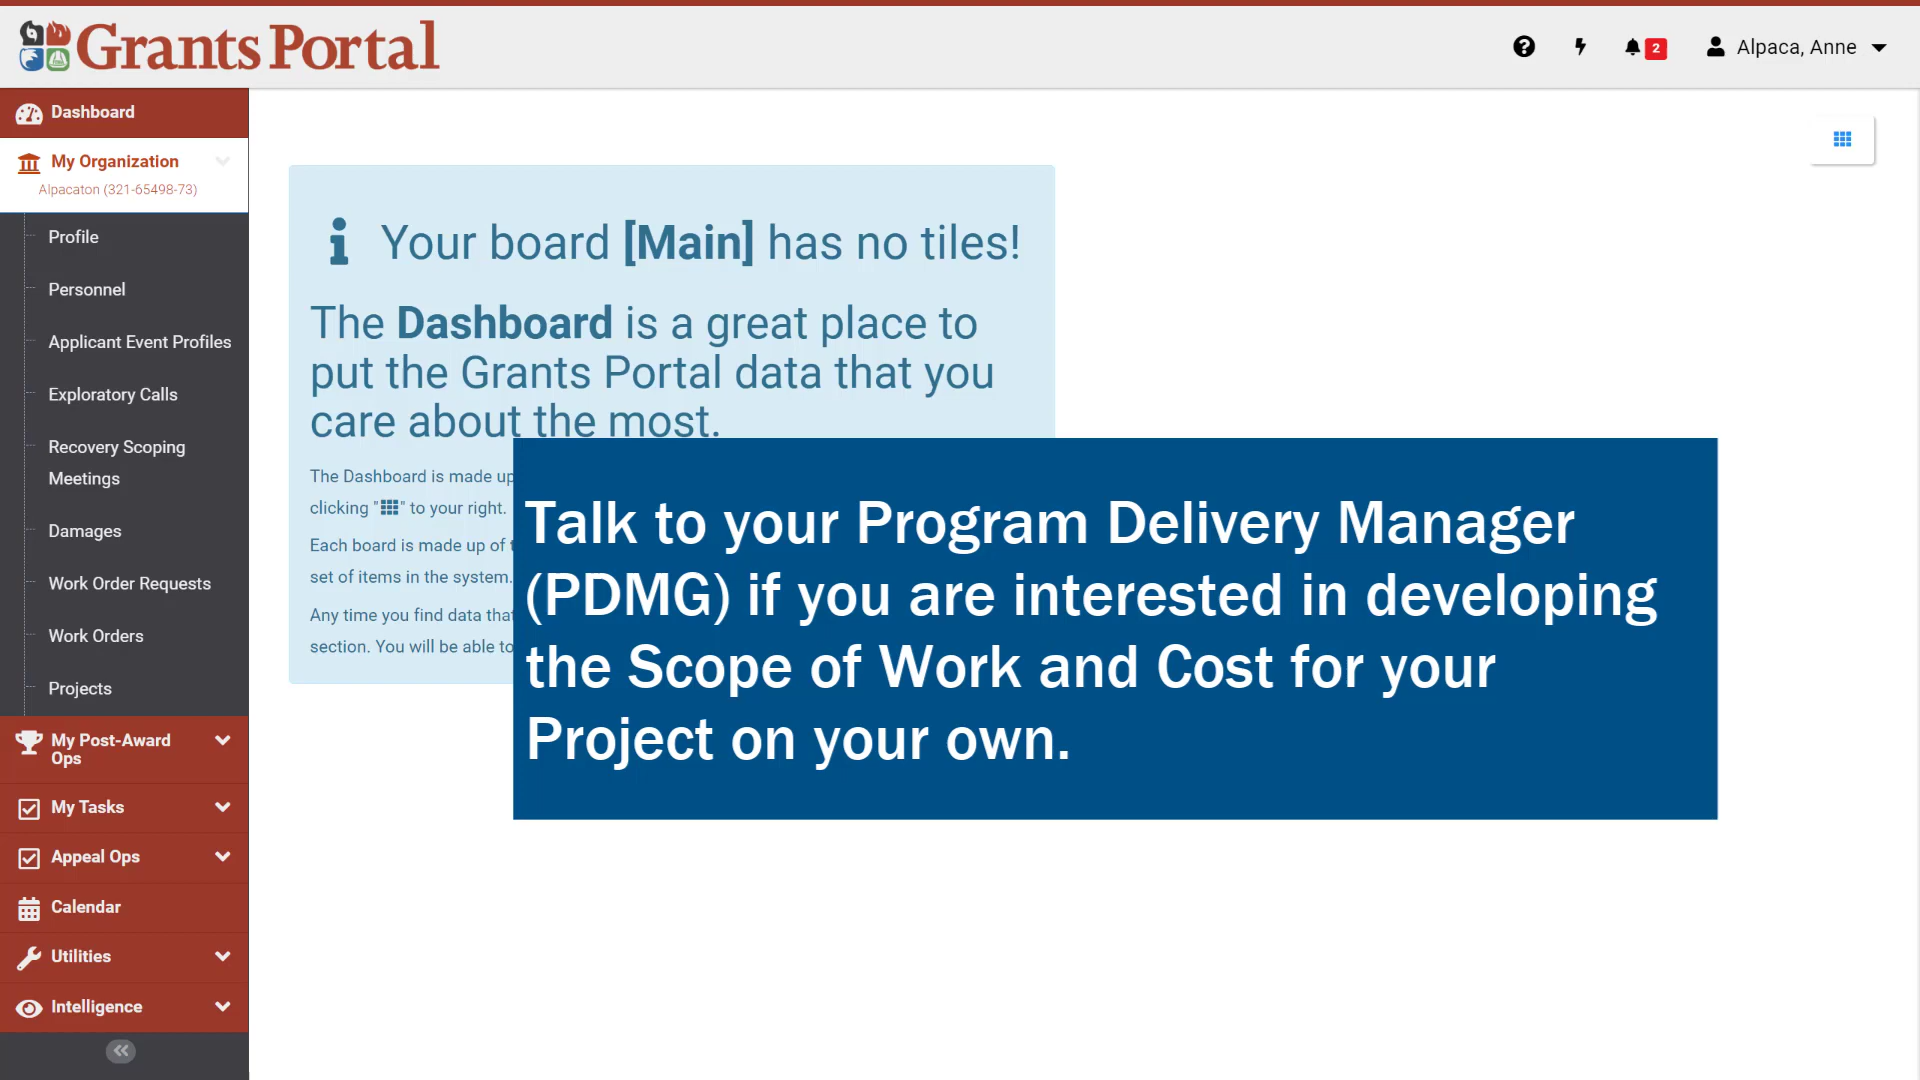 Grants Portal
2
Alpaca, Anne
Dashboard
My Organization
Alpacaton (321-65498-73)
Profile
Personnel
Applicant Event Profiles
Exploratory Calls
Recovery Scoping
Meetings
Damages
Work Order Requests
Work Orders
Projects
My Post-Award
Ops
My Tasks
Appeal Ops
Calendar
Utilities
Intelligence
Your board [Main] has no tiles!
The Dashboard is a great place to
put the Grants Portal data that you
care about the most.
The Dashboard is made up
clicking "" to your right.
Each board is made up of
set of items in the system.
Any time you find data that
section. You will be able to
Talk to your Program Delivery Manager
(PDMG) if you are interested in developing
the Scope of Work and Cost for your
Project on your own.